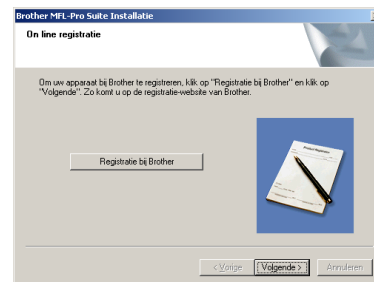 Brother MFL-Pro Suite Installatie
On line registratie
Om uw apparaat bij Brother te registreren, klik op "Registratie bij Brother" en klik op
"Volgende". Zo komt u op de registratie-website van Brother.
Product Registration
Registratie bij Brother
< Vorige
Volgende >
Annuleren